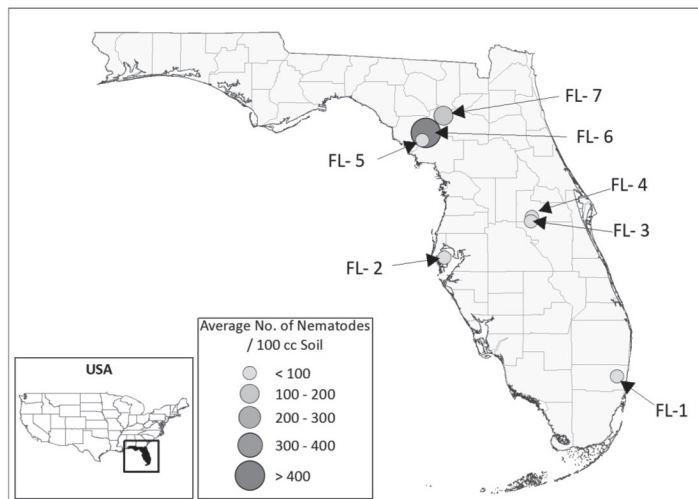 FL- 7
FL- 6
FL- 5
FL- 4
FL- 3
FL- 2
FL-1
Average No. of Nematodes
/ 100 cc Soil
< 100
100 - 200
200 - 300
300 - 400
> 400
USA